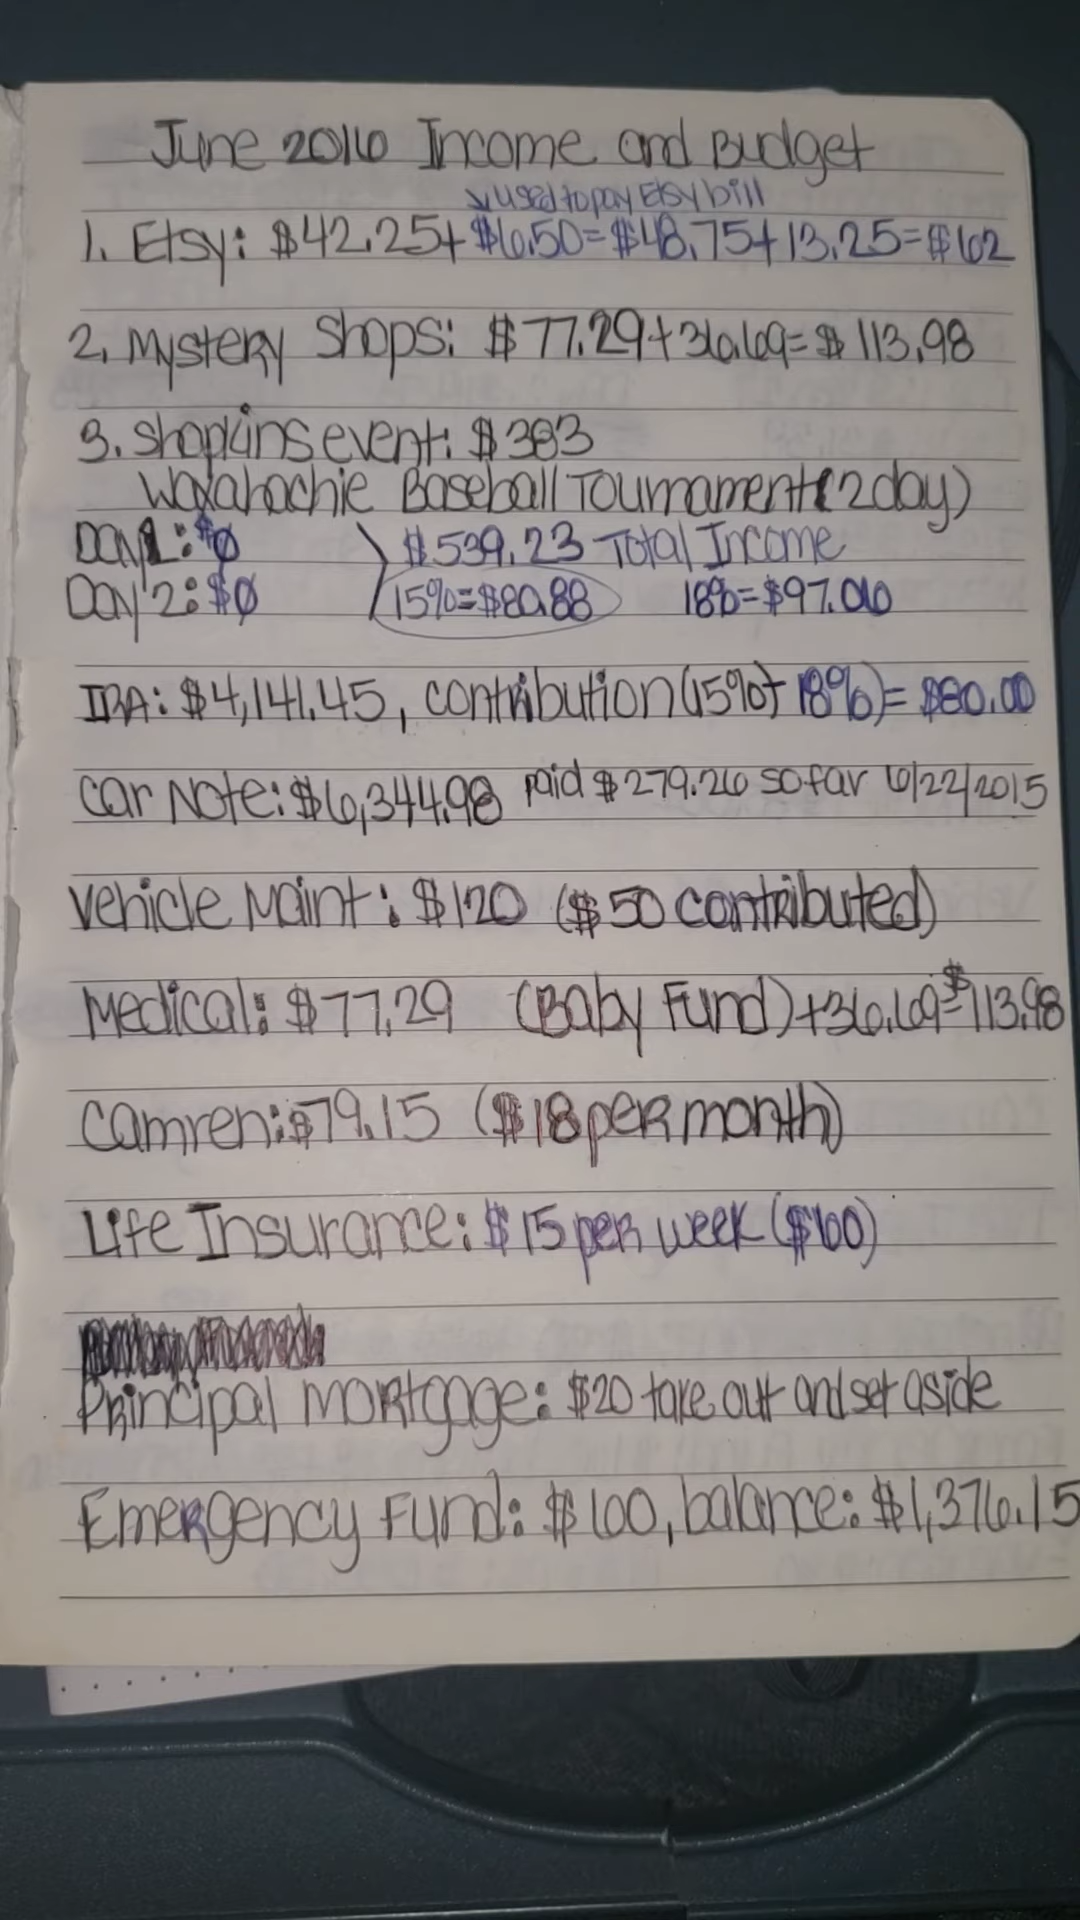 June 2016 Income and Budget
↘used to pay Etsy bill
1. Etsy: $42.25+$6.50=$48.75+13.25=$62
2. Mystery Shops: $77.29+36.69=$113.98
3. Shopkins event: $383
Waxahachie Baseball Tournament (2 day)
Day 1: $0 $539.23 Total Income
Day 2: $0 15%=$80.88 18%=$97.06
IRA: $4,141.45, contribution (15%+ 18%)= $80.00
Car Note: $6,344.98 paid $279.26 so far 6/22/2015
Vehicle Maint: $120 ($50 contributed)
Medical: $77.29 (Baby Fund)+36.69=$113.98
Camren: $79.15 ($18 per month)
Life Insurance: $15 per week ($60)
Principal Mortgage: $20 take out and set aside
Emergency Fund: $100, balance: $1,376.15